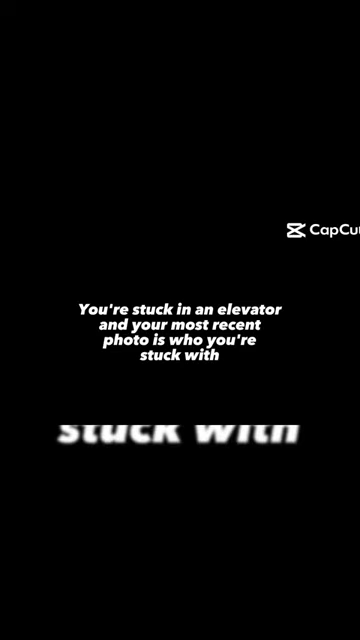 CapCut
You're stuck in an elevator
and your most recent
photo is who you're
stuck with
stuck with